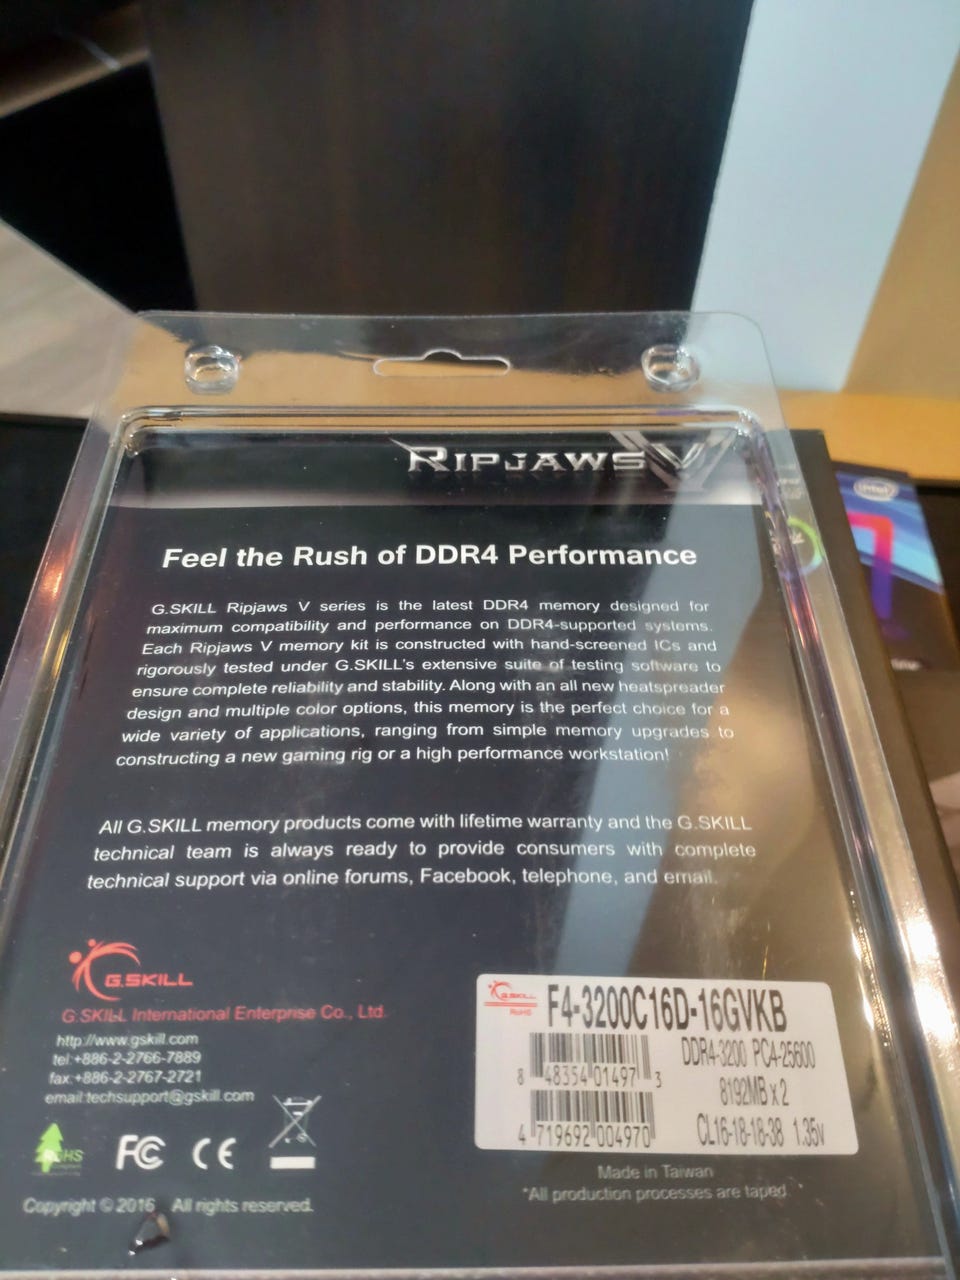 RIPJAWS V
intel
Feel the Rush of DDR4 Performance
G.SKILL Ripjaws V series is the latest DDR4 memory designed for
maximum compatibility and performance on DDR4-supported systems.
Each Ripjaws V memory kit is constructed with hand-screened ICs and
rigorously tested under G.SKILL's extensive suite of testing software to
ensure complete reliability and stability. Along with an all new heatspreader
design and multiple color options, this memory is the perfect choice for a
wide variety of applications, ranging from simple memory upgrades to
constructing a new gaming rig or a high performance workstation!
All G.SKILL memory products come with lifetime warranty and the G.SKILL
technical team is always ready to provide consumers with complete
technical support via online forums, Facebook, telephone, and email.
G.SKILL
G.SKILL International Enterprise Co., Ltd.
http://www.gskill.com
tel:+886-2-2766-7889
fax:+886-2-2767-2721
email:techsupport@gskill.com
RoHS
FC CE
Copyright © 2016 All rights reserved.
G.SKILL
RoHS
F4-3200C16D-16GVKB
DDR4-3200 PC4-25600
8 48354 01497 3
8192MB x 2
4 719692 004970
CL16-18-18-38 1.35v
Made in Taiwan
*All production processes are taped